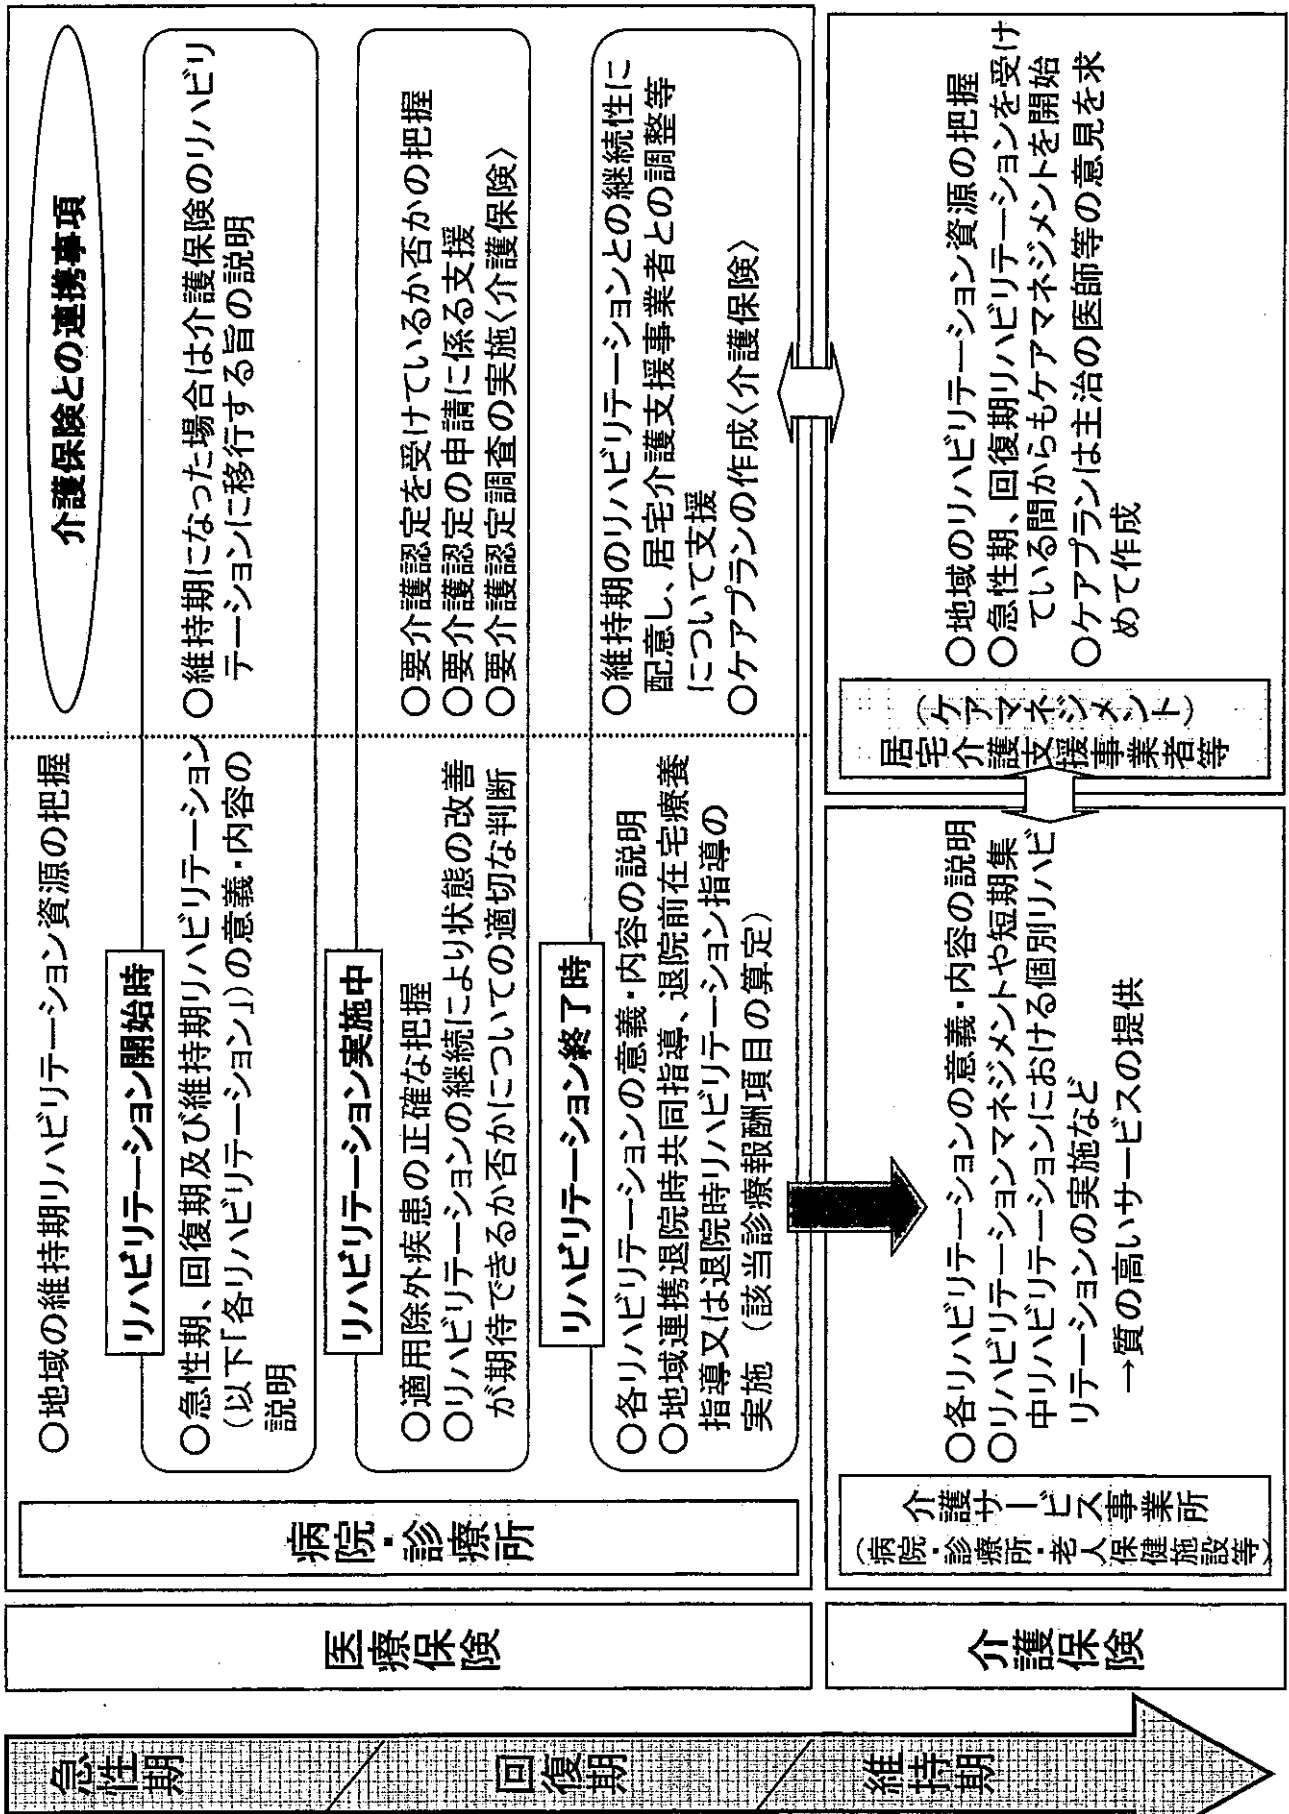 急性期
回復期
維持期
医療保険
介護保険
病院・診療所
○地域の維持期リハビリテーション資源の把握
介護保険との連携事項
リハビリテーション開始時
○急性期、回復期及び維持期リハビリテーション
（以下「各リハビリテーション」）の意義・内容の
説明
○維持期になった場合は介護保険のリハビリ
テーションに移行する旨の説明
リハビリテーション実施中
○適用除外疾患の正確な把握
○リハビリテーションの継続により状態の改善
が期待できるか否かについての適切な判断
○要介護認定を受けているか否かの把握
○要介護認定の申請に係る支援
○要介護認定調査の実施〈介護保険〉
リハビリテーション終了時
○各リハビリテーションの意義・内容の説明
○地域連携退院時共同指導、退院前在宅療養
指導又は退院時リハビリテーション指導の
実施　（該当診療報酬項目の算定）
○維持期のリハビリテーションとの継続性に
配意し、居宅介護支援事業者との調整等
について支援
○ケアプランの作成〈介護保険〉
介護サービス事業所
（病院・診療所・老人保健施設等）
○各リハビリテーションの意義・内容の説明
○リハビリテーションマネジメントや短期集
中リハビリテーションにおける個別リハビ
リテーションの実施など
→質の高いサービスの提供
居宅介護支援事業者等
（ケアマネジメント）
○地域のリハビリテーション資源の把握
○急性期、回復期リハビリテーションを受け
ている間からもケアマネジメントを開始
○ケアプランは主治の医師等の意見を求
めて作成